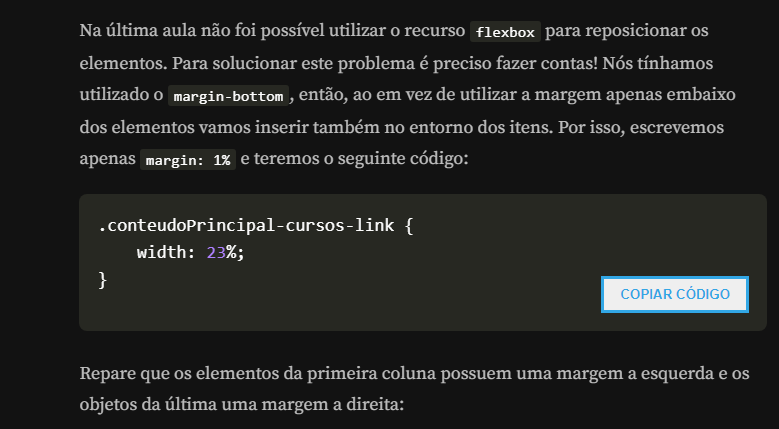 Na última aula não foi possível utilizar o recurso flexbox para reposicionar os
elementos. Para solucionar este problema é preciso fazer contas! Nós tínhamos
utilizado o margin-bottom, então, ao em vez de utilizar a margem apenas embaixo
dos elementos vamos inserir também no entorno dos itens. Por isso, escrevemos
apenas margin: 1% e teremos o seguinte código:
.conteudoPrincipal-cursos-link {
    width: 23%;
}
COPIAR CÓDIGO
Repare que os elementos da primeira coluna possuem uma margem a esquerda e os
objetos da última uma margem a direita: